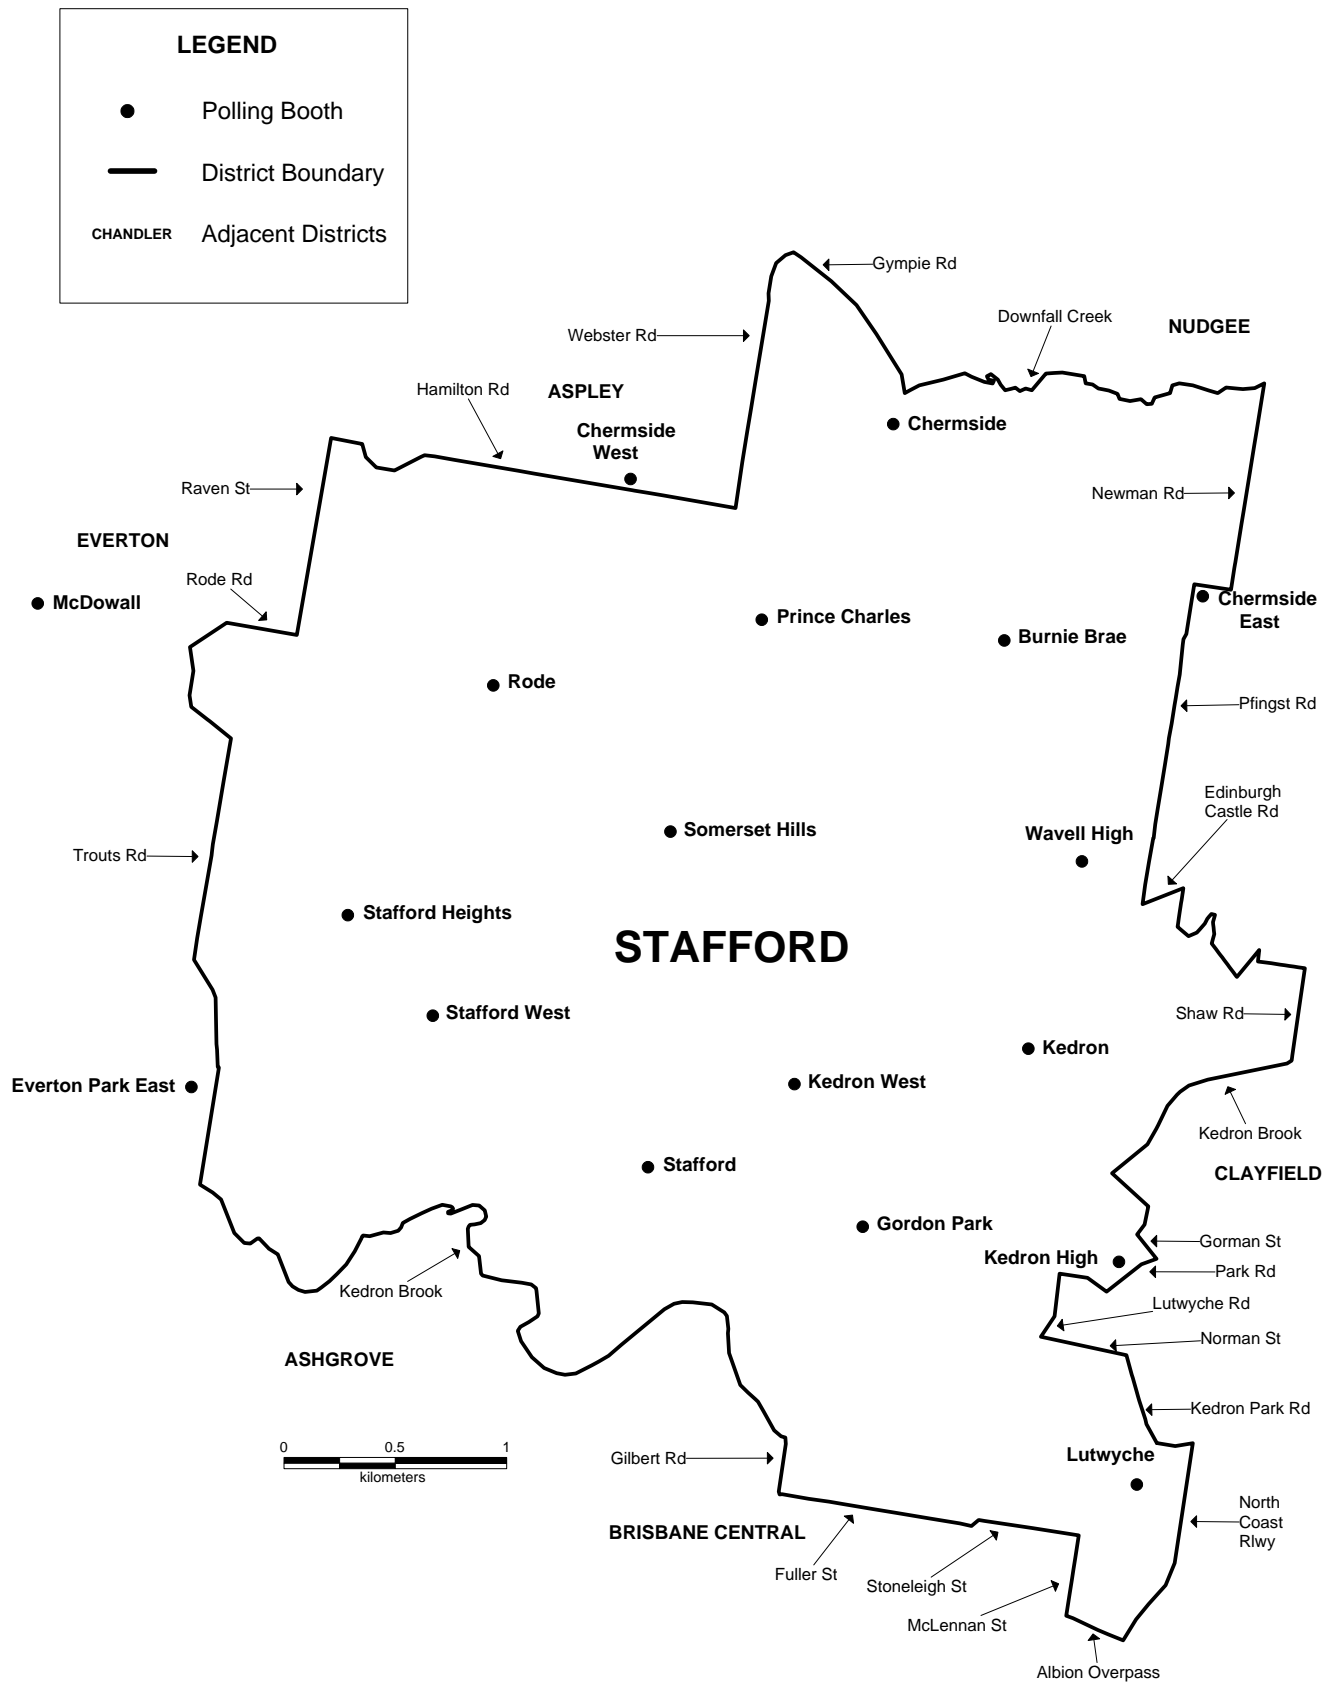 LEGEND
Polling Booth
District Boundary
CHANDLER Adjacent Districts
Gympie Rd
Downfall Creek
NUDGEE
Webster Rd
Hamilton Rd
ASPLEY
Chermside
West
Chermside
Raven St
Newman Rd
EVERTON
Rode Rd
McDowall
Chermside
East
Prince Charles
Burnie Brae
Rode
Pfingst Rd
Edinburgh
Castle Rd
Somerset Hills
Wavell High
Trouts Rd
Stafford Heights
STAFFORD
Stafford West
Shaw Rd
Kedron
Everton Park East
Kedron West
Kedron Brook
Stafford
CLAYFIELD
Gordon Park
Gorman St
Kedron High
Park Rd
Kedron Brook
Lutwyche Rd
Norman St
ASHGROVE
Kedron Park Rd
0 0.5 1
kilometers
Gilbert Rd
Lutwyche
North
Coast
Rlwy
BRISBANE CENTRAL
Fuller St
Stoneleigh St
McLennan St
Albion Overpass